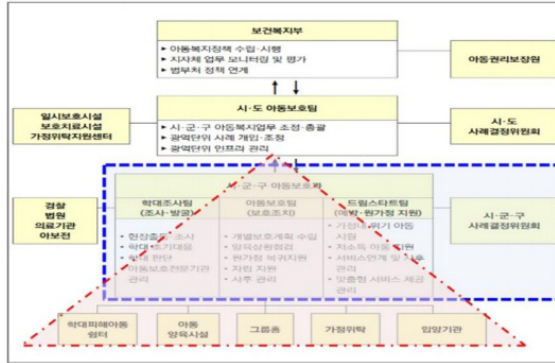 보건복지부
▸ 아동복지정책 수립·시행
▸ 지자체 업무 모니터링 및 평가
▸ 범부처 정책 연계
아동권리보장원
일시보호시설
보호치료시설
가정위탁지원센터
시·도 아동보호팀
▸ 시·군·구 아동복지업무 조정·총괄
▸ 광역단위 사례 개입·조정
▸ 광역단위 인프라 관리
시·도
사례결정위원회
경찰
법원
의료기관
아보전
시·군·구 아동보호과
학대조사팀
(조사·발굴)
• 현장출동·조사
• 학대 조기대응
• 학대 판단
• 아동보호전문기관
관리
아동보호팀
(보호조치)
• 개별보호계획 수립
• 양육상황점검
• 원가정 복귀지원
• 자립 지원
• 사후 관리
드림스타트팀
(예방·원가정 지원)
• 가정내 위기 아동
지원
• 저소득 아동 지원
• 서비스연계 및 사후
관리
• 맞춤형 서비스 제공
관리
시·군·구
사례결정위원회
학대피해아동
쉼터
아동
양육시설
그룹홈
가정위탁
입양기관